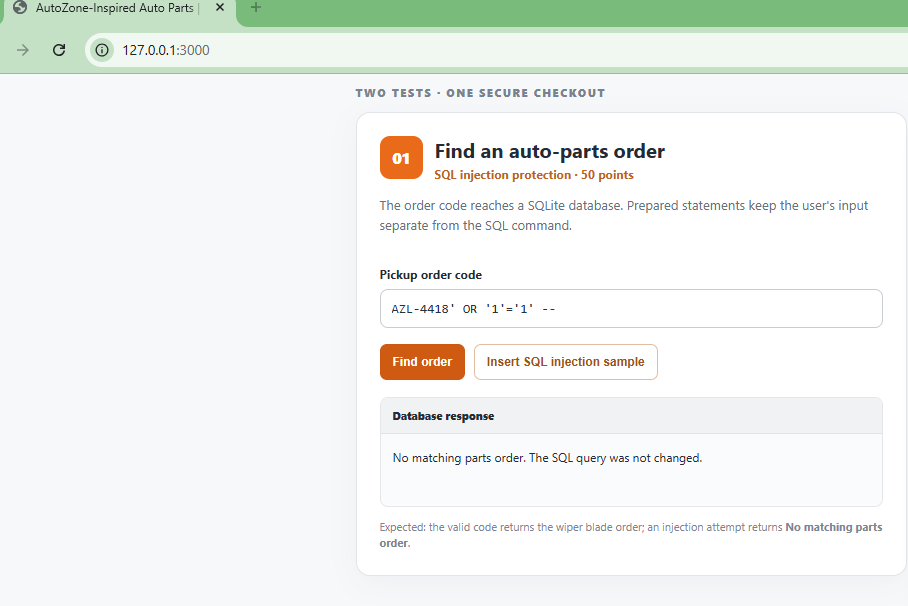 AutoZone-Inspired Auto Parts |
127.0.0.1:3000
TWO TESTS · ONE SECURE CHECKOUT
01
Find an auto-parts order
SQL injection protection · 50 points
The order code reaches a SQLite database. Prepared statements keep the user's input
separate from the SQL command.
Pickup order code
AZL-4418' OR '1'='1' --
Find order
Insert SQL injection sample
Database response
No matching parts order. The SQL query was not changed.
Expected: the valid code returns the wiper blade order; an injection attempt returns No matching parts
order.